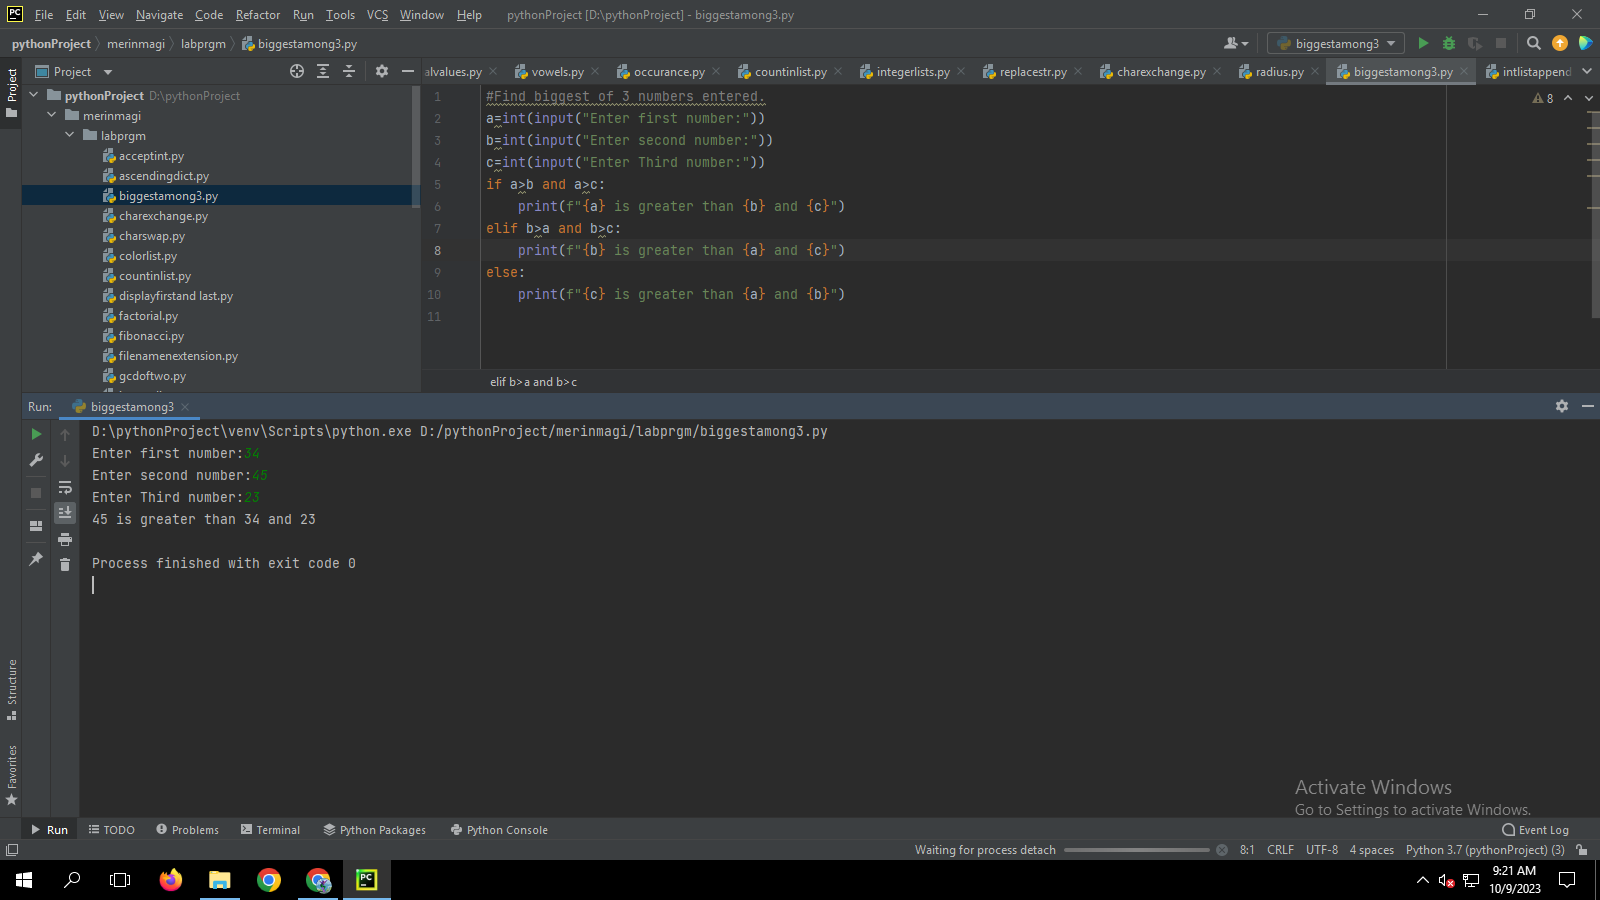 PC File Edit View Navigate Code Refactor Run Tools VCS Window Help pythonProject [D:\pythonProject] - biggestamong3.py
pythonProject merinmagi labprgm biggestamong3.py biggestamong3
Project
Project
alvalues.py vowels.py occurance.py countinlist.py integerlists.py replacestr.py charexchange.py radius.py biggestamong3.py intlistappend
pythonProject D:\pythonProject
merinmagi
labprgm
acceptint.py
ascendingdict.py
biggestamong3.py
charexchange.py
charswap.py
colorlist.py
countinlist.py
displayfirstand last.py
factorial.py
fibonacci.py
filenamenextension.py
gcdoftwo.py
8
1 #Find biggest of 3 numbers entered.
2 a=int(input("Enter first number:"))
3 b=int(input("Enter second number:"))
4 c=int(input("Enter Third number:"))
5 if a>b and a>c:
6 print(f"{a} is greater than {b} and {c}")
7 elif b>a and b>c:
8 print(f"{b} is greater than {a} and {c}")
9 else:
10 print(f"{c} is greater than {a} and {b}")
11
elif b>a and b>c
Run: biggestamong3
D:\pythonProject\venv\Scripts\python.exe D:/pythonProject/merinmagi/labprgm/biggestamong3.py
Enter first number:34
Enter second number:45
Enter Third number:23
45 is greater than 34 and 23
Process finished with exit code 0
Structure
Favorites
Activate Windows
Go to Settings to activate Windows.
Run TODO Problems Terminal Python Packages Python Console Event Log
Waiting for process detach 8:1 CRLF UTF-8 4 spaces Python 3.7 (pythonProject) (3)
PC
9:21 AM
10/9/2023